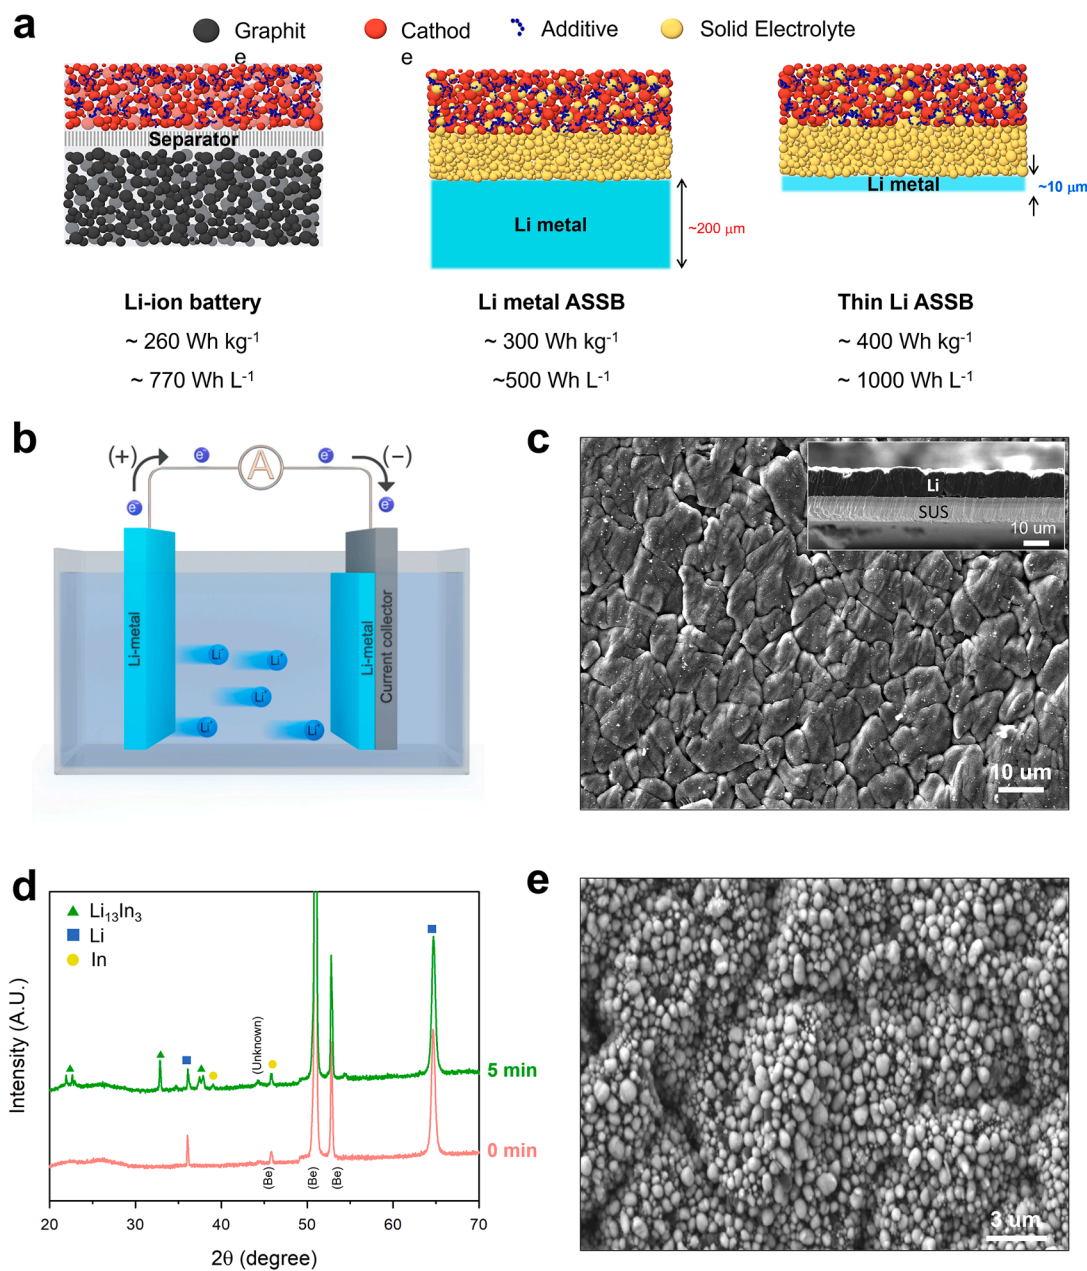 a
Graphit
e
Cathod
e
Additive
Solid Electrolyte
Separator
Li metal
~200 μm
Li metal
~10 μm
Li-ion battery
~ 260 Wh kg-1
~ 770 Wh L-1
Li metal ASSB
~ 300 Wh kg-1
~500 Wh L-1
Thin Li ASSB
~ 400 Wh kg-1
~ 1000 Wh L-1
b
(+)
e-
e-
A
e-
(−)
e-
Li-metal
Li+
Li+
Li+
Li+
Li+
Li-metal
Current collector
c
Li
SUS
10 um
10 um
d
Li13In3
Li
In
(Unknown)
5 min
0 min
(Be)
(Be)
(Be)
Intensity (A.U.)
20
30
40
50
60
70
2θ (degree)
e
3 um